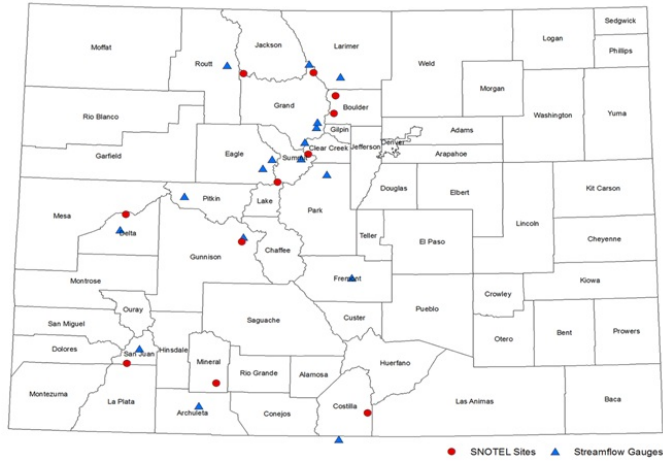 Sedgwick
Logan
Phillips
Moffat
Routt
Jackson
Larimer
Weld
Morgan
Washington
Yuma
Grand
Boulder
Rio Blanco
Gilpin
Adams
Garfield
Eagle
Clear Creek
Jefferson
Denver
Arapahoe
Summit
Douglas
Elbert
Kit Carson
Pitkin
Lake
Park
Mesa
Lincoln
Delta
Teller
El Paso
Cheyenne
Gunnison
Chaffee
Montrose
Fremont
Kiowa
Crowley
Ouray
Pueblo
Saguache
Custer
San Miguel
Otero
Bent
Prowers
Dolores
San Juan
Hinsdale
Mineral
Huerfano
Rio Grande
Alamosa
Montezuma
La Plata
Costilla
Las Animas
Baca
Archuleta
Conejos
SNOTEL Sites
Streamflow Gauges